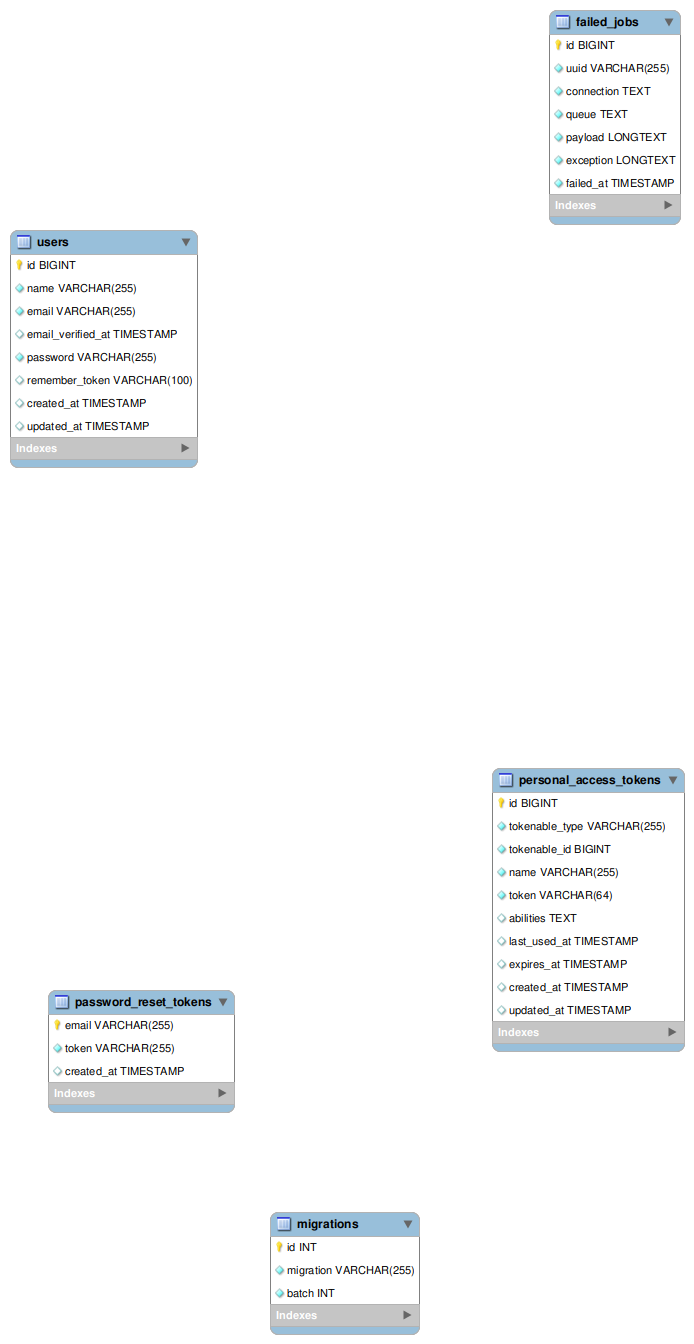 failed_jobs
id BIGINT
uuid VARCHAR(255)
connection TEXT
queue TEXT
payload LONGTEXT
exception LONGTEXT
failed_at TIMESTAMP
Indexes
users
id BIGINT
name VARCHAR(255)
email VARCHAR(255)
email_verified_at TIMESTAMP
password VARCHAR(255)
remember_token VARCHAR(100)
created_at TIMESTAMP
updated_at TIMESTAMP
Indexes
personal_access_tokens
id BIGINT
tokenable_type VARCHAR(255)
tokenable_id BIGINT
name VARCHAR(255)
token VARCHAR(64)
abilities TEXT
last_used_at TIMESTAMP
expires_at TIMESTAMP
created_at TIMESTAMP
updated_at TIMESTAMP
Indexes
password_reset_tokens
email VARCHAR(255)
token VARCHAR(255)
created_at TIMESTAMP
Indexes
migrations
id INT
migration VARCHAR(255)
batch INT
Indexes